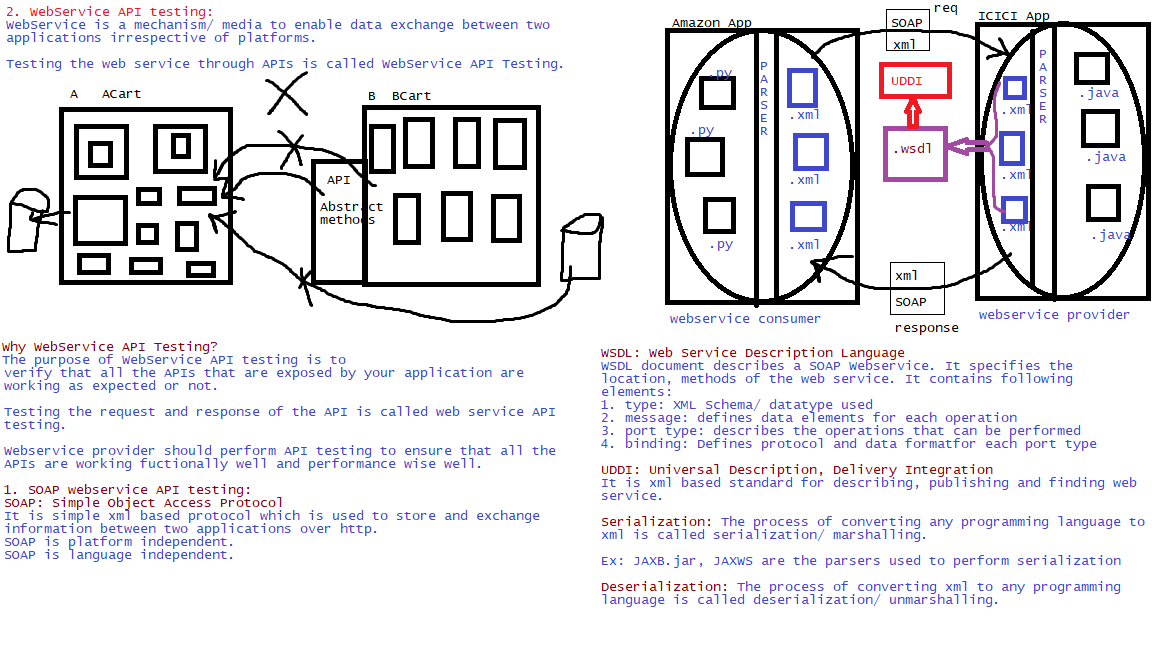 2. WebService API testing:
WebService is a mechanism/ media to enable data exchange between two
applications irrespective of platforms.
Testing the web service through APIs is called WebService API Testing.
A ACart
B BCart
API
Abstract
methods
Why WebService API Testing?
The purpose of WebService API testing is to
verify that all the APIs that are exposed by your application are
working as expected or not.
Testing the request and response of the API is called web service API
testing.
Webservice provider should perform API testing to ensure that all the
APIs are working fuctionally well and performance wise well.
1. SOAP webservice API testing:
SOAP: Simple Object Access Protocol
It is simple xml based protocol which is used to store and exchange
information between two applications over http.
SOAP is platform independent.
SOAP is language independent.
Amazon App
.py
.py
.py
PARSER
.xml
.xml
.xml
webservice consumer
req
SOAP
xml
UDDI
.wsdl
xml
SOAP
response
ICICI App
.xml
.xml
.xml
PARSER
.java
.java
.java
webservice provider
WSDL: Web Service Description Language
WSDL document describes a SOAP Webservice. It specifies the
location, methods of the web service. It contains following
elements:
1. type: XML Schema/ datatype used
2. message: defines data elements for each operation
3. port type: describes the operations that can be performed
4. binding: Defines protocol and data formatfor each port type
UDDI: Universal Description, Delivery Integration
It is xml based standard for describing, publishing and finding web
service.
Serialization: The process of converting any programming language to
xml is called serialization/ marshalling.
Ex: JAXB.jar, JAXWS are the parsers used to perform serialization
Deserialization: The process of converting xml to any programming
language is called deserialization/ unmarshalling.